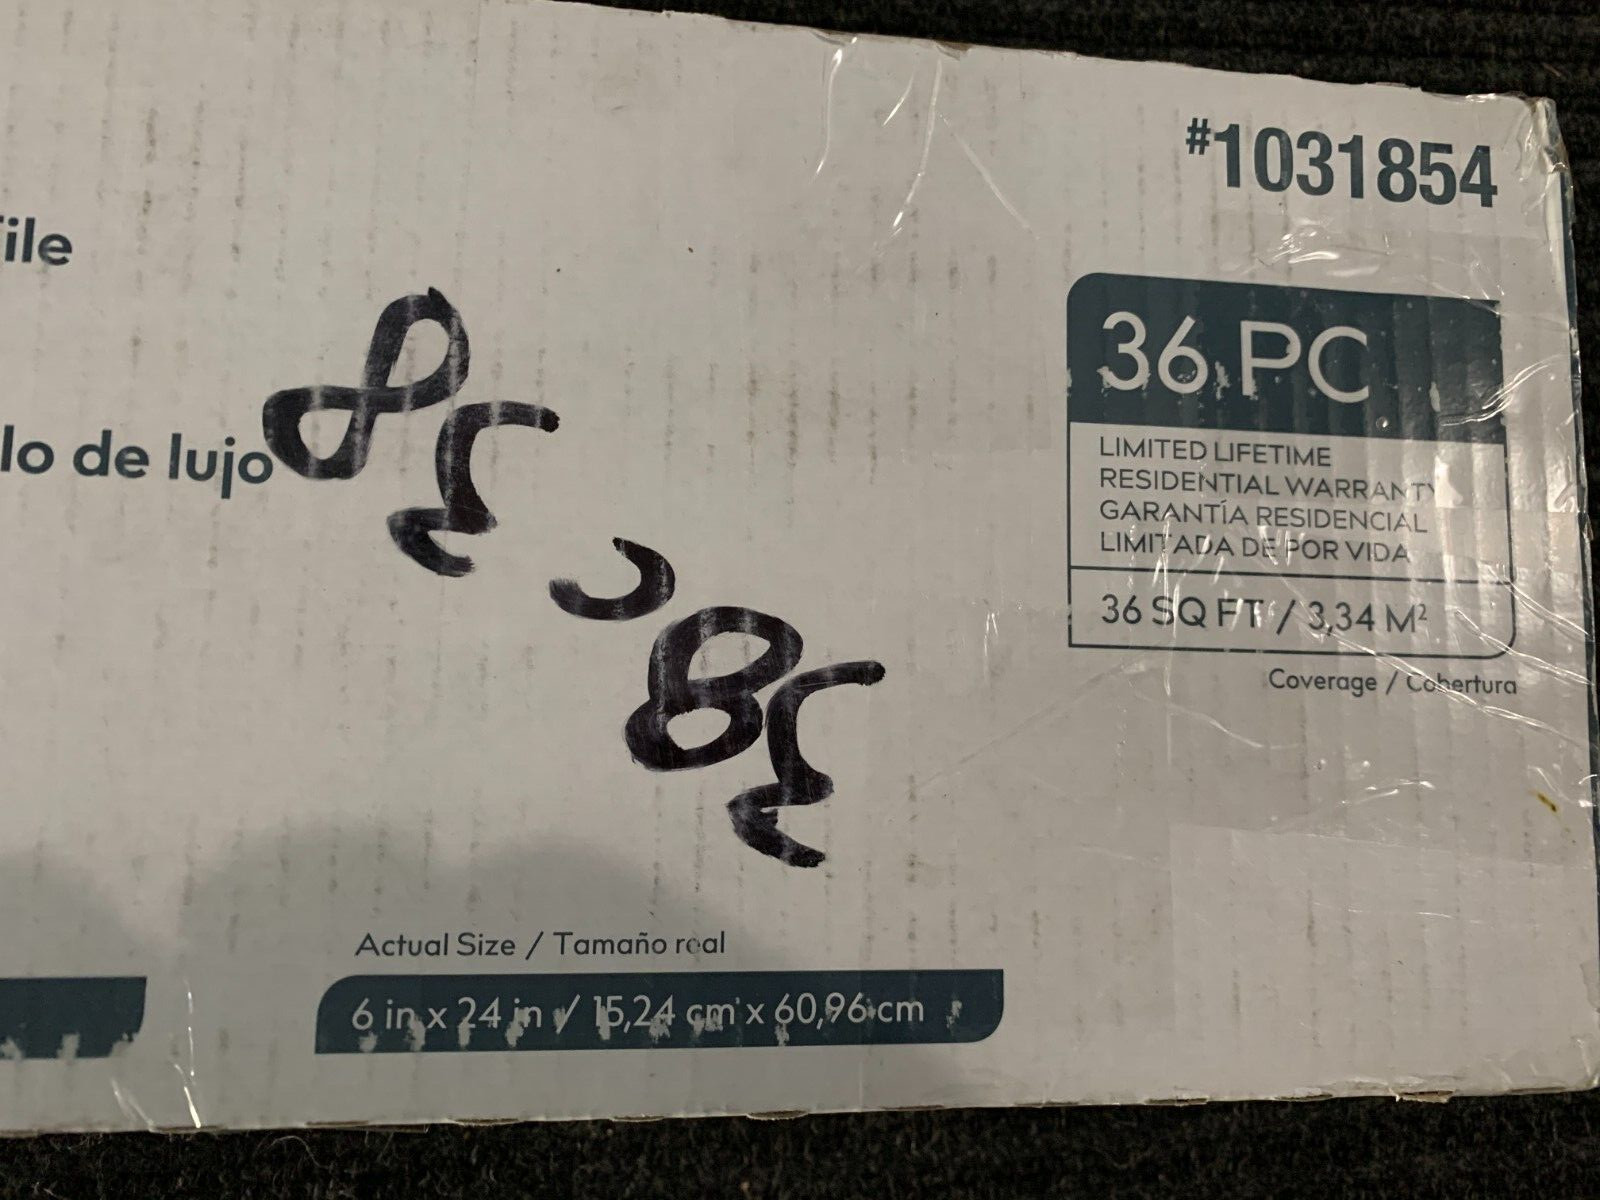 #1031854
ile
36 PC
lo de lujo
LIMITED LIFETIME
RESIDENTIAL WARRANTY
GARANTÍA RESIDENCIAL
LIMITADA DE POR VIDA
36 SQ FT / 3,34 M²
Coverage / Cobertura
Actual Size / Tamaño real
6 in x 24 in / 15,24 cm x 60,96 cm